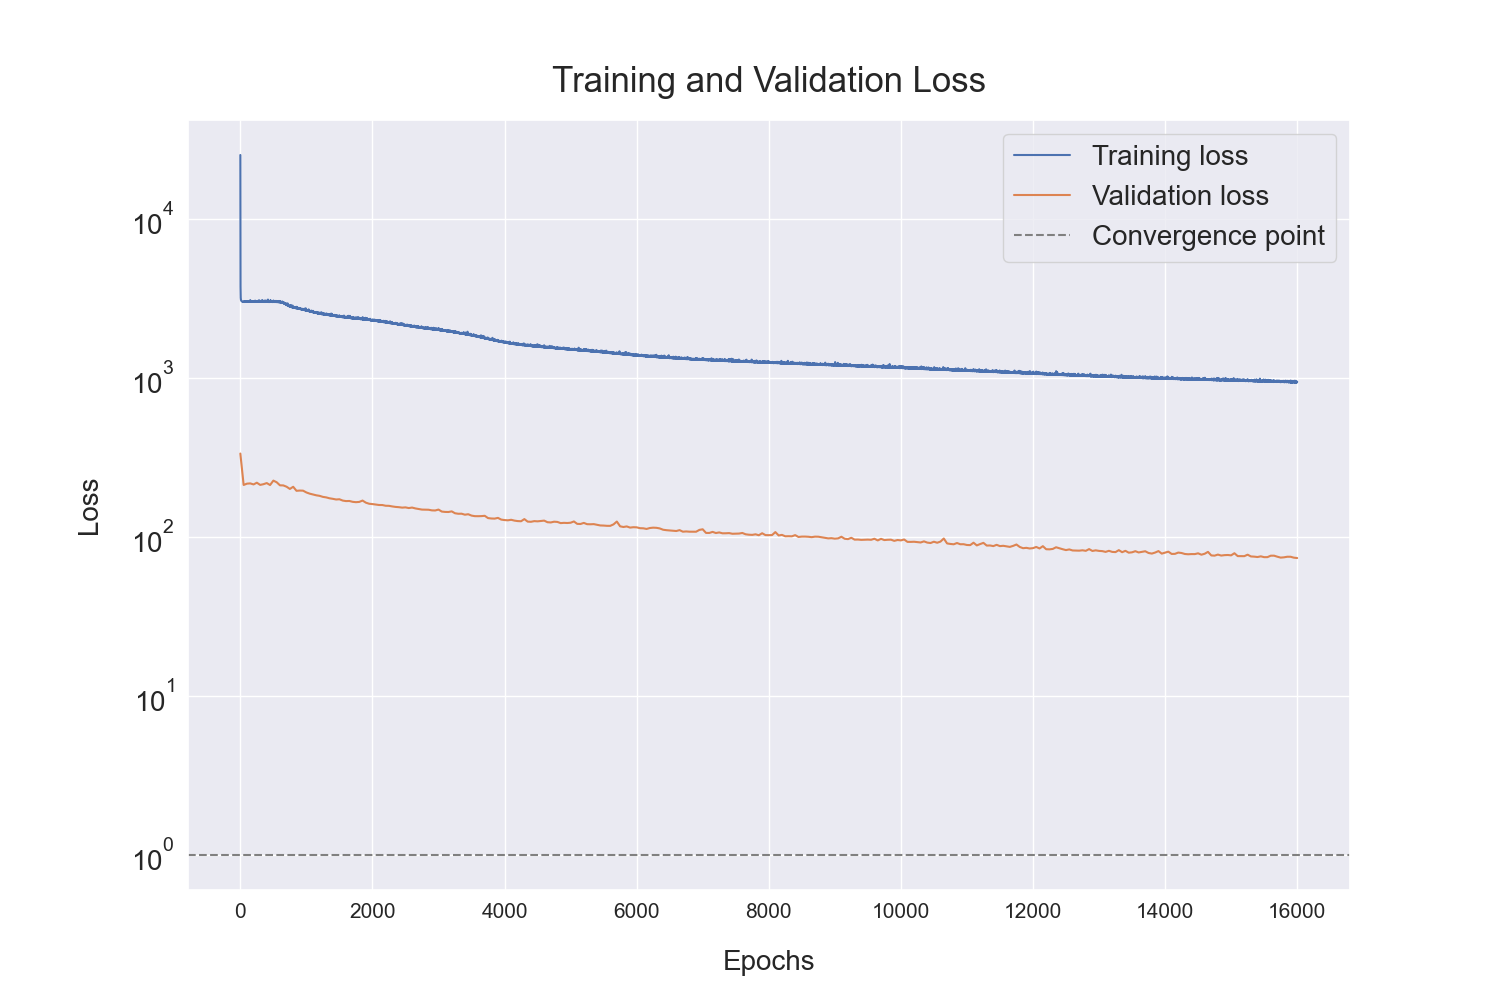 Training and Validation Loss
Training loss
Validation loss
Convergence point
10^4
10^3
10^2
10^1
10^0
Loss
0 2000 4000 6000 8000 10000 12000 14000 16000
Epochs